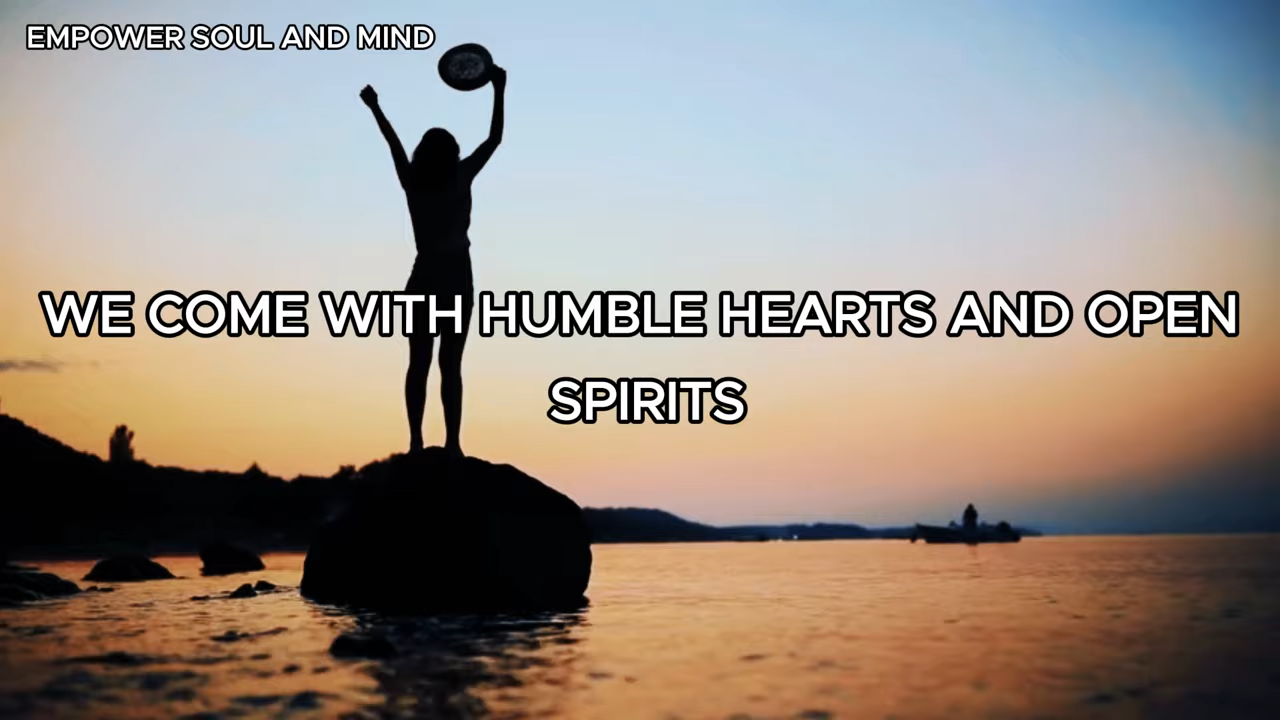 EMPOWER SOUL AND MIND
WE COME WITH HUMBLE HEARTS AND OPEN
SPIRITS